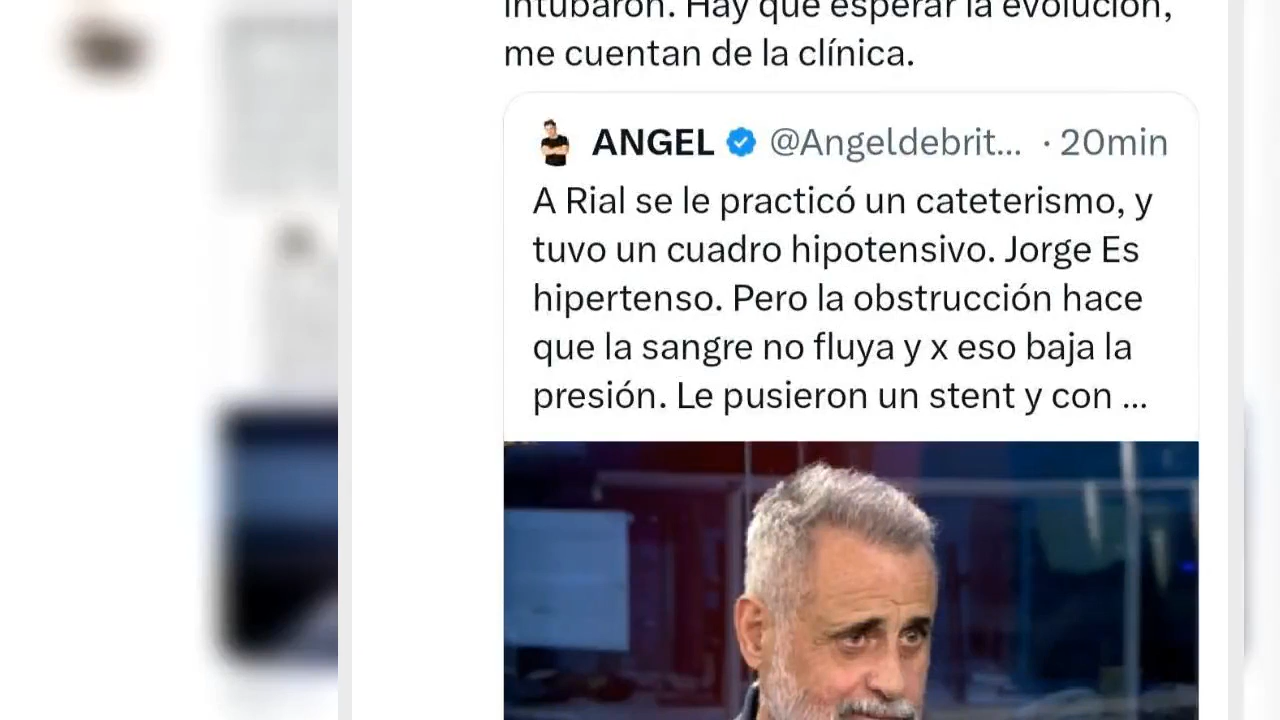 intubaron. Hay que esperar la evolución,
me cuentan de la clínica.
ANGEL @Angeldebrit... · 20min
A Rial se le practicó un cateterismo, y
tuvo un cuadro hipotensivo. Jorge Es
hipertenso. Pero la obstrucción hace
que la sangre no fluya y x eso baja la
presión. Le pusieron un stent y con ...